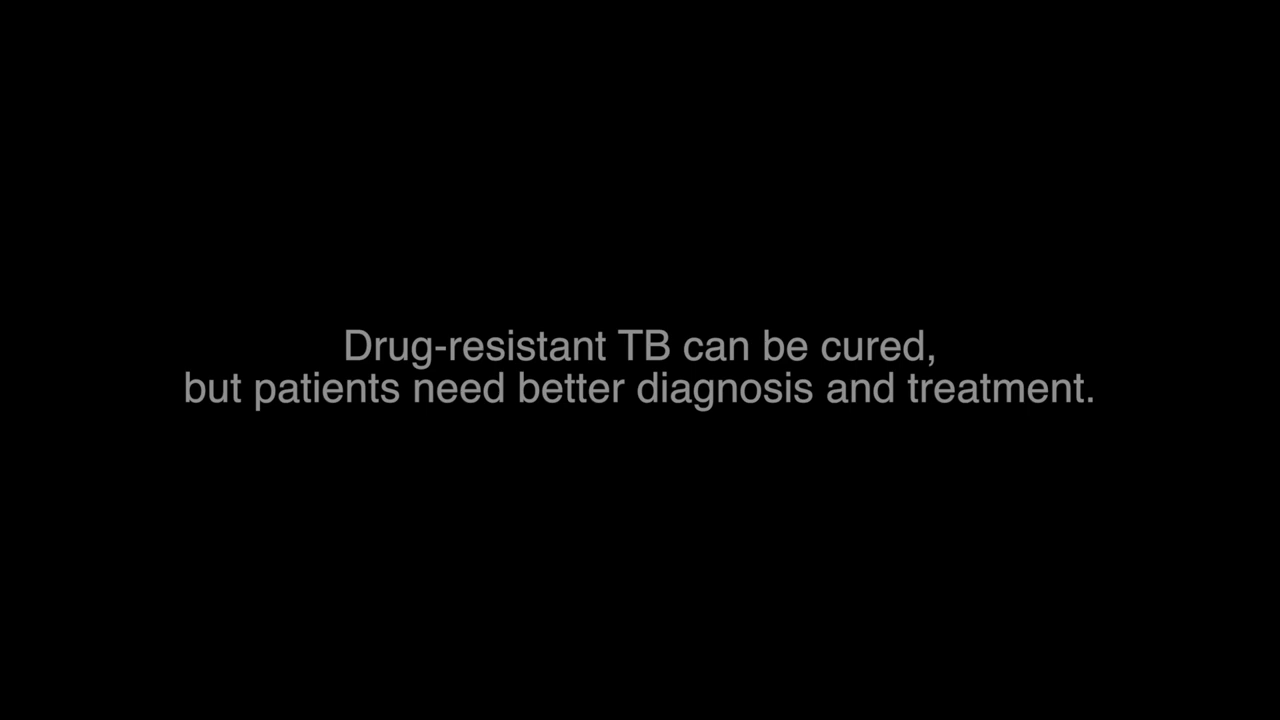 Drug-resistant TB can be cured,
but patients need better diagnosis and treatment.